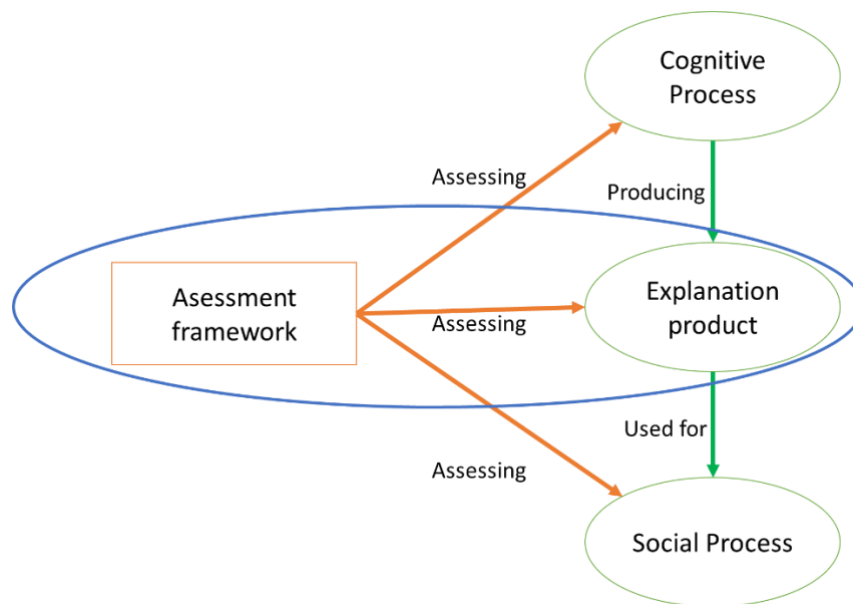 Cognitive
Process
Assessing
Producing
Asessment
framework
Assessing
Explanation
product
Used for
Assessing
Social Process